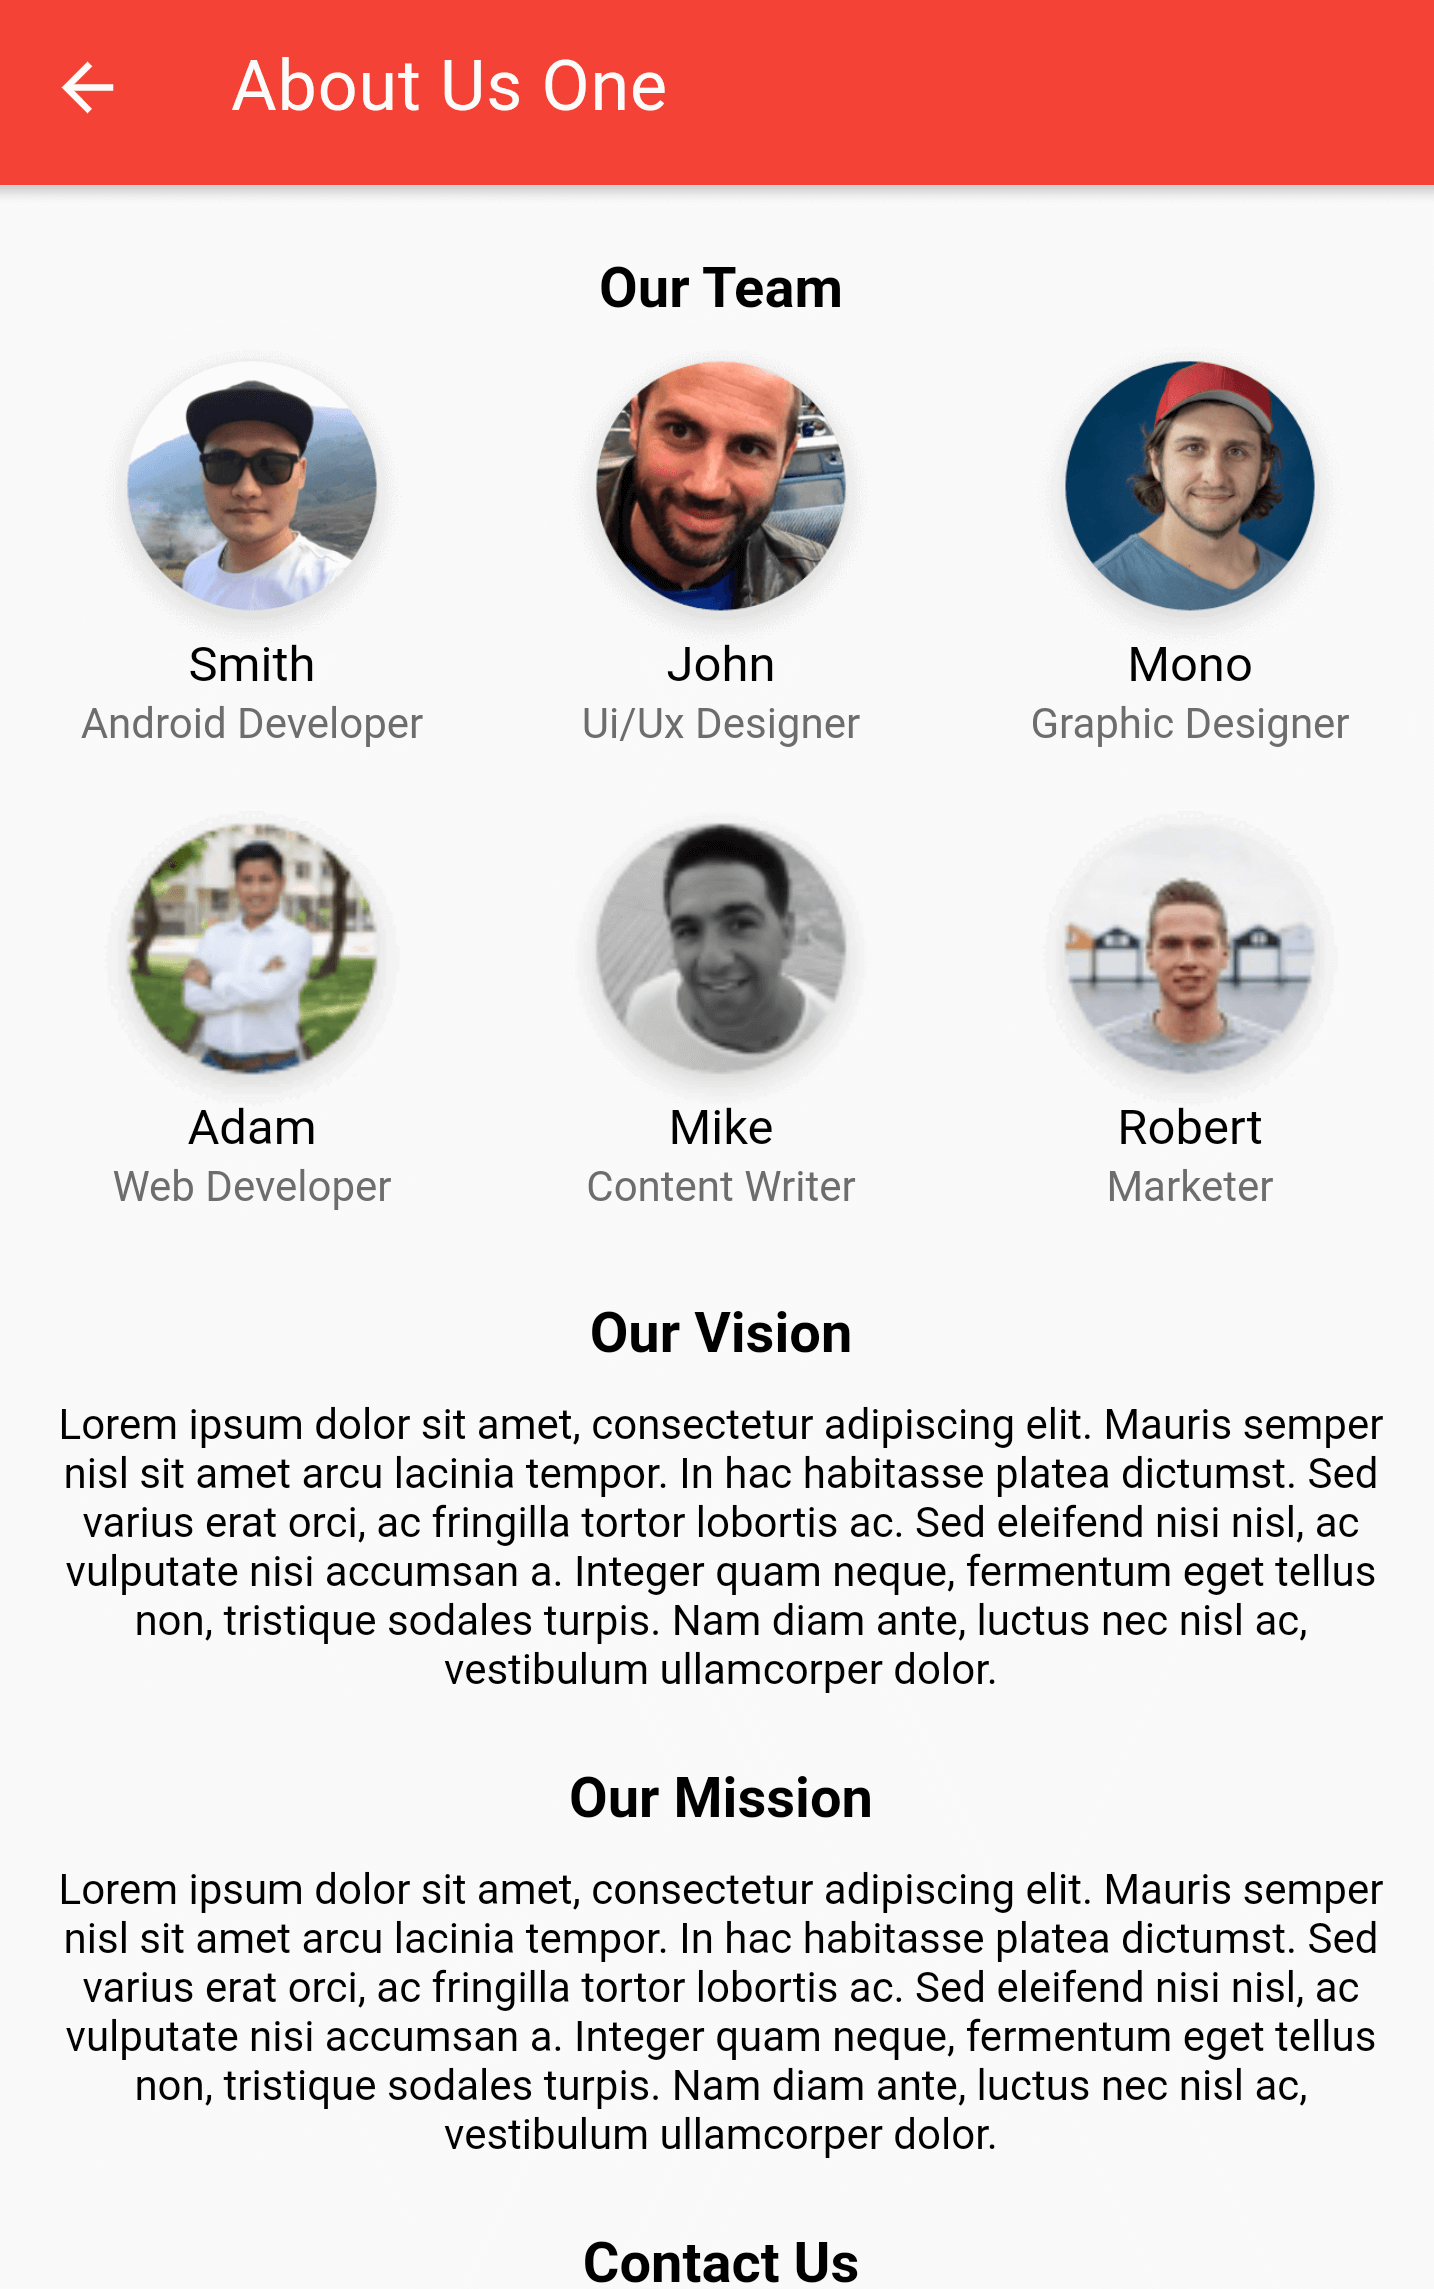 About Us One
Our Team
Smith
John
Mono
Android Developer
Ui/Ux Designer
Graphic Designer
Adam
Mike
Robert
Web Developer
Content Writer
Marketer
Our Vision
Lorem ipsum dolor sit amet, consectetur adipiscing elit. Mauris semper
nisl sit amet arcu lacinia tempor. In hac habitasse platea dictumst. Sed
varius erat orci, ac fringilla tortor lobortis ac. Sed eleifend nisi nisl, ac
vulputate nisi accumsan a. Integer quam neque, fermentum eget tellus
non, tristique sodales turpis. Nam diam ante, luctus nec nisl ac,
vestibulum ullamcorper dolor.
Our Mission
Lorem ipsum dolor sit amet, consectetur adipiscing elit. Mauris semper
nisl sit amet arcu lacinia tempor. In hac habitasse platea dictumst. Sed
varius erat orci, ac fringilla tortor lobortis ac. Sed eleifend nisi nisl, ac
vulputate nisi accumsan a. Integer quam neque, fermentum eget tellus
non, tristique sodales turpis. Nam diam ante, luctus nec nisl ac,
vestibulum ullamcorper dolor.
Contact Us